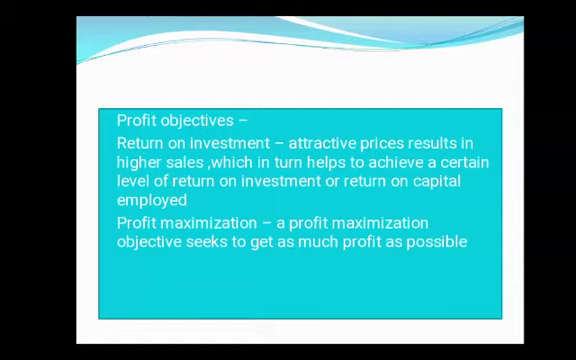 Profit objectives –
Return on investment – attractive prices results in
higher sales ,which in turn helps to achieve a certain
level of return on investment or return on capital
employed
Profit maximization – a profit maximization
objective seeks to get as much profit as possible